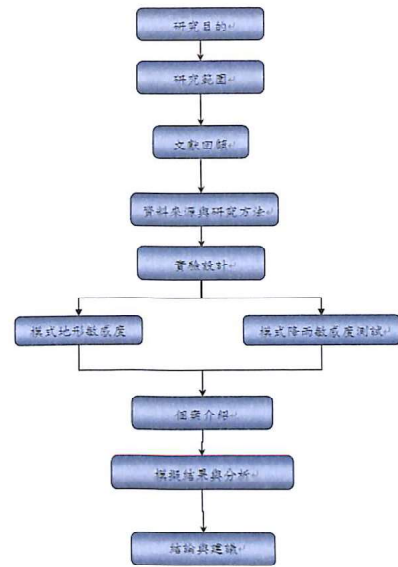 研究目的
研究範圍
文獻回顧
資料來源與研究方法
實驗設計
模式地形敏感度
模式降雨敏感度測試
個案介紹
模擬結果與分析
結論與建議